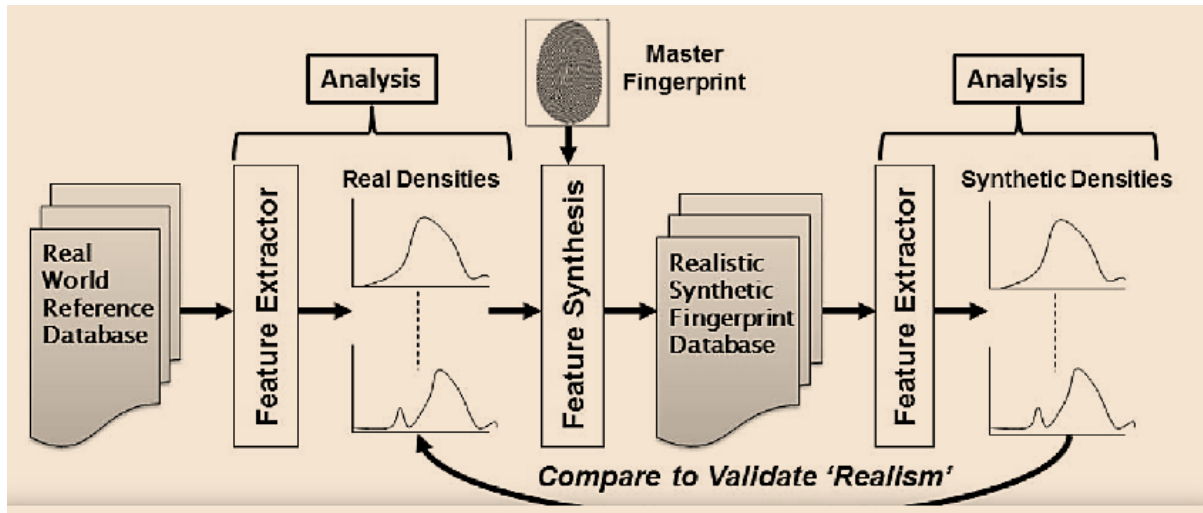 Analysis
Master
Fingerprint
Analysis
Real
World
Reference
Database
Feature Extractor
Real Densities
Feature Synthesis
Realistic
Synthetic
Fingerprint
Database
Feature Extractor
Synthetic Densities
Compare to Validate ‘Realism’